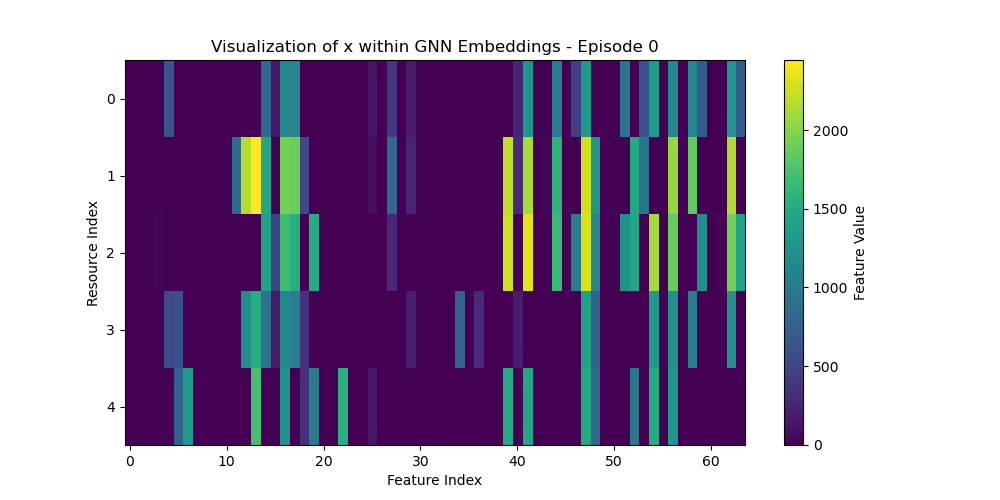 Visualization of x within GNN Embeddings - Episode 0
Resource Index
0
1
2
3
4
0 10 20 30 40 50 60
Feature Index
2000
1500
1000
500
0
Feature Value